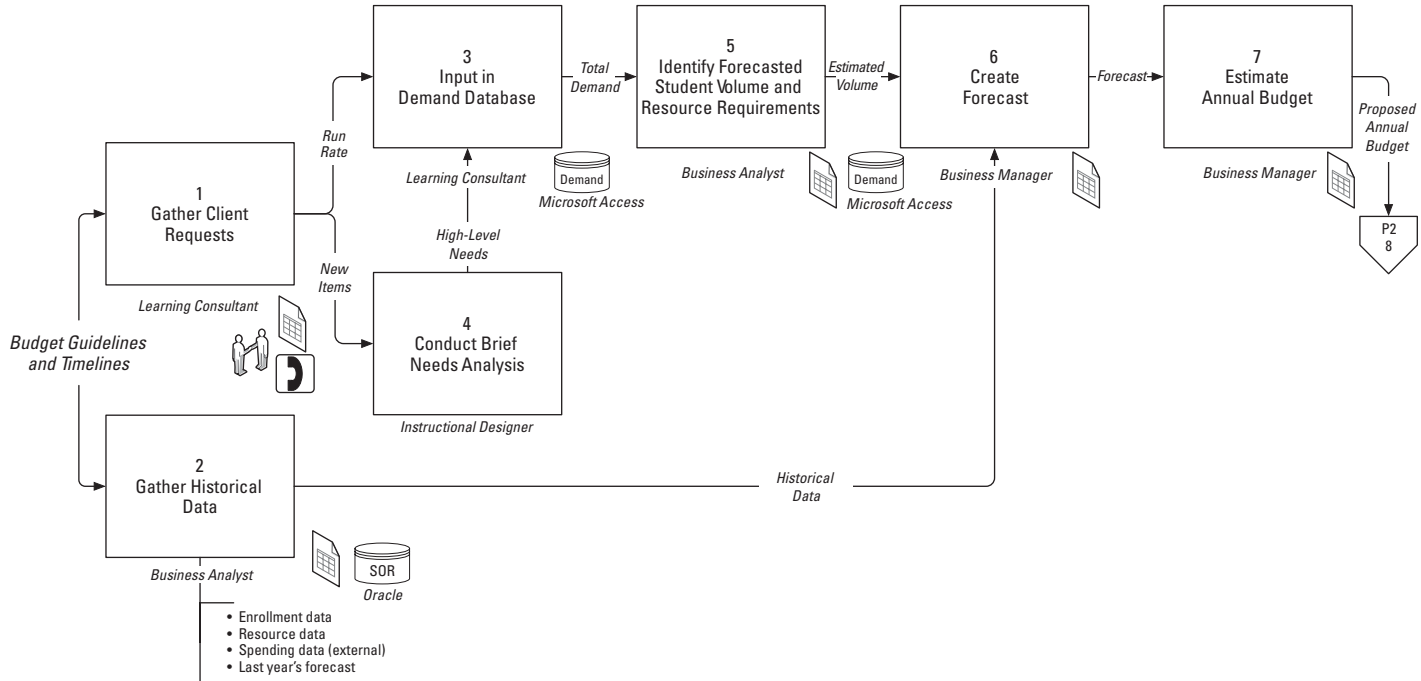 3
Input in
Demand Database
Total
Demand
5
Identify Forecasted
Student Volume and
Resource Requirements
Estimated
Volume
6
Create
Forecast
Forecast
7
Estimate
Annual Budget
Proposed
Annual
Budget
Run
Rate
Learning Consultant
Demand
Microsoft Access
Business Analyst
Demand
Microsoft Access
Business Manager
Business Manager
P2
8
1
Gather Client
Requests
High-Level
Needs
New
Items
Learning Consultant
4
Conduct Brief
Needs Analysis
Budget Guidelines
and Timelines
Instructional Designer
2
Gather Historical
Data
Historical
Data
Business Analyst
SOR
Oracle
• Enrollment data
• Resource data
• Spending data (external)
• Last year's forecast